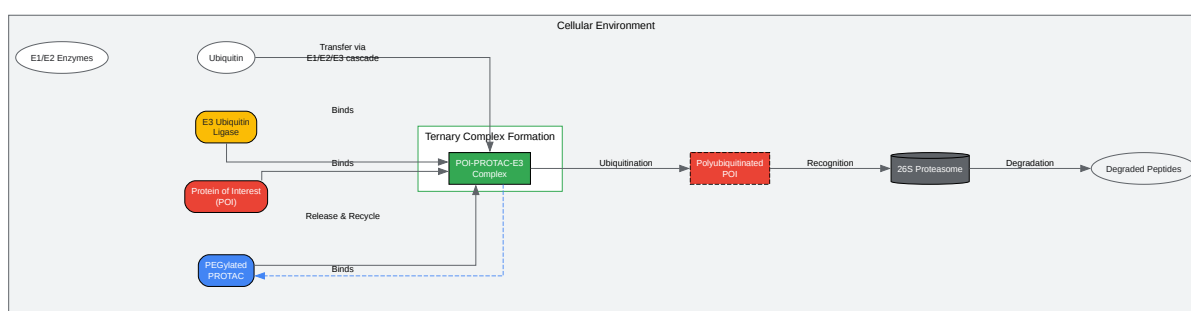 Cellular Environment
E1/E2 Enzymes
Ubiquitin
Transfer via
E1/E2/E3 cascade
Binds
E3 Ubiquitin
Ligase
Ternary Complex Formation
POI-PROTAC-E3
Complex
Binds
Ubiquitination
Polyubiquitinated
POI
Recognition
26S Proteasome
Degradation
Degraded Peptides
Protein of Interest
(POI)
Release & Recycle
PEGylated
PROTAC
Binds